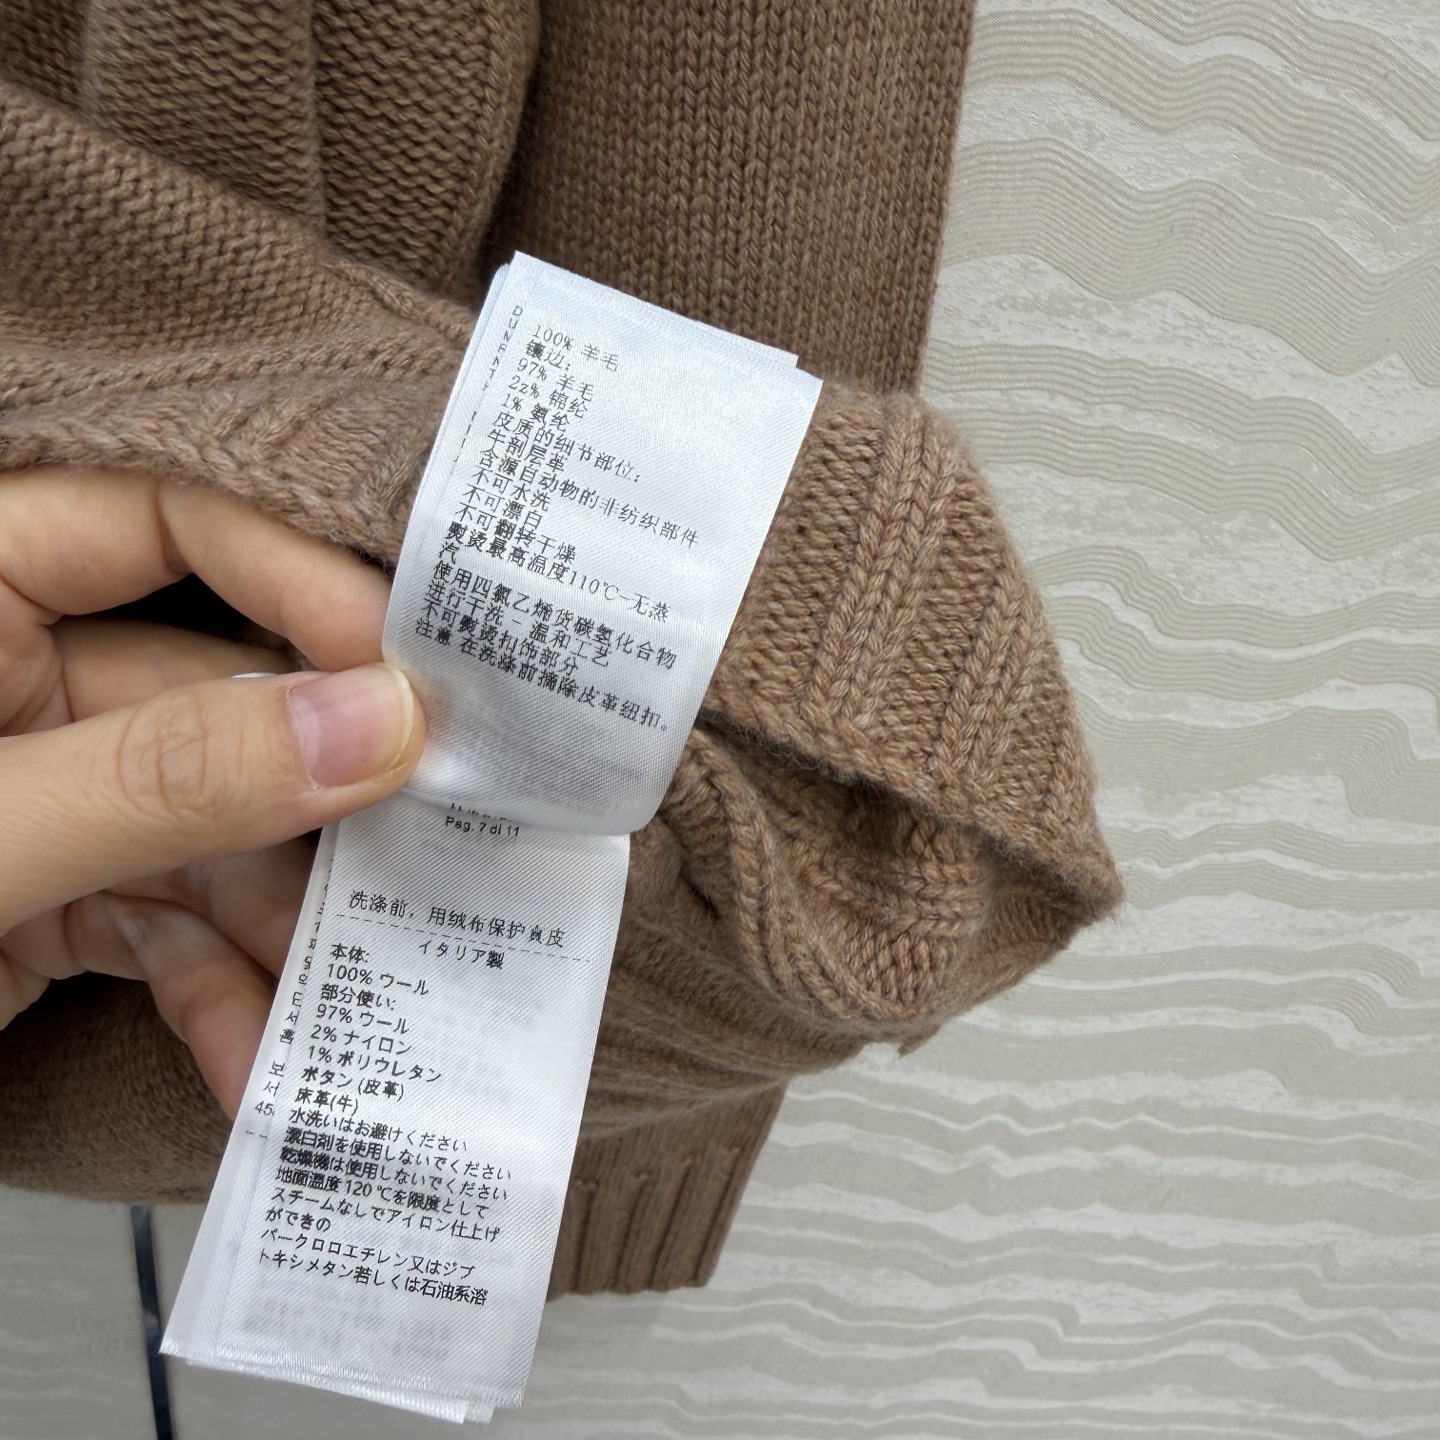 100% 羊毛
镶边:
97% 羊毛
2z% 锦纶
1% 氨纶
皮质的细节部位:
牛剖层革
含源自动物的非纺织部件
不可水洗
不可漂白
不可翻转干燥
熨烫最高温度110℃-无蒸
汽
使用四氯乙烯货碳氢化合物
进行干洗 - 温和工艺
不可熨烫扣饰部分
注意 在洗涤前摘除皮革纽扣。
Pag. 7 di 11
洗涤前，用绒布保护真皮
イタリア製
本体:
100% ウール
部分使い:
97% ウール
2% ナイロン
1% ポリウレタン
ボタン (皮革)
床革(牛)
水洗いはお避けください
漂白剤を使用しないでください
乾燥機は使用しないでください
地面温度 120 ℃を限度として
スチームなしでアイロン仕上げ
ができの
パークロロエチレン又はジブ
トキシメタン若しくは石油系溶